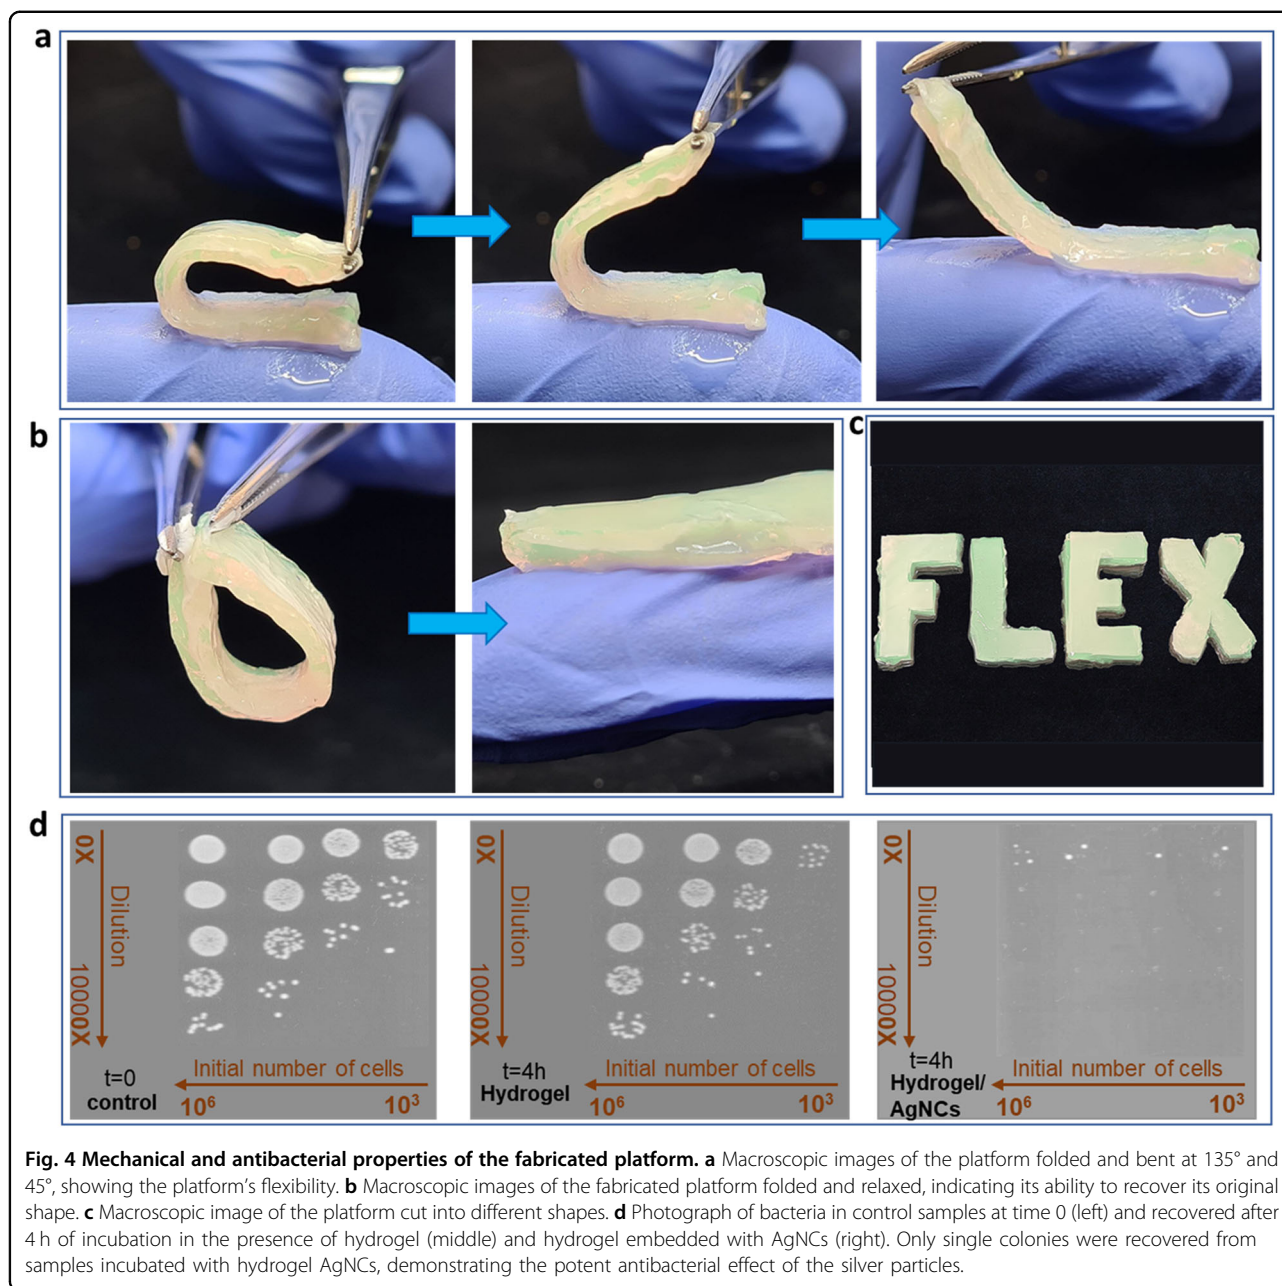 a
b
c
FLEX
d
0X
Dilution
10000X
t=0
control
Initial number of cells
10⁶
10³
0X
Dilution
10000X
t=4h
Hydrogel
Initial number of cells
10⁶
10³
0X
Dilution
10000X
t=4h
Hydrogel/
AgNCs
Initial number of cells
10⁶
10³
Fig. 4 Mechanical and antibacterial properties of the fabricated platform. a Macroscopic images of the platform folded and bent at 135° and
45°, showing the platform's flexibility. b Macroscopic images of the fabricated platform folded and relaxed, indicating its ability to recover its original
shape. c Macroscopic image of the platform cut into different shapes. d Photograph of bacteria in control samples at time 0 (left) and recovered after
4 h of incubation in the presence of hydrogel (middle) and hydrogel embedded with AgNCs (right). Only single colonies were recovered from
samples incubated with hydrogel AgNCs, demonstrating the potent antibacterial effect of the silver particles.